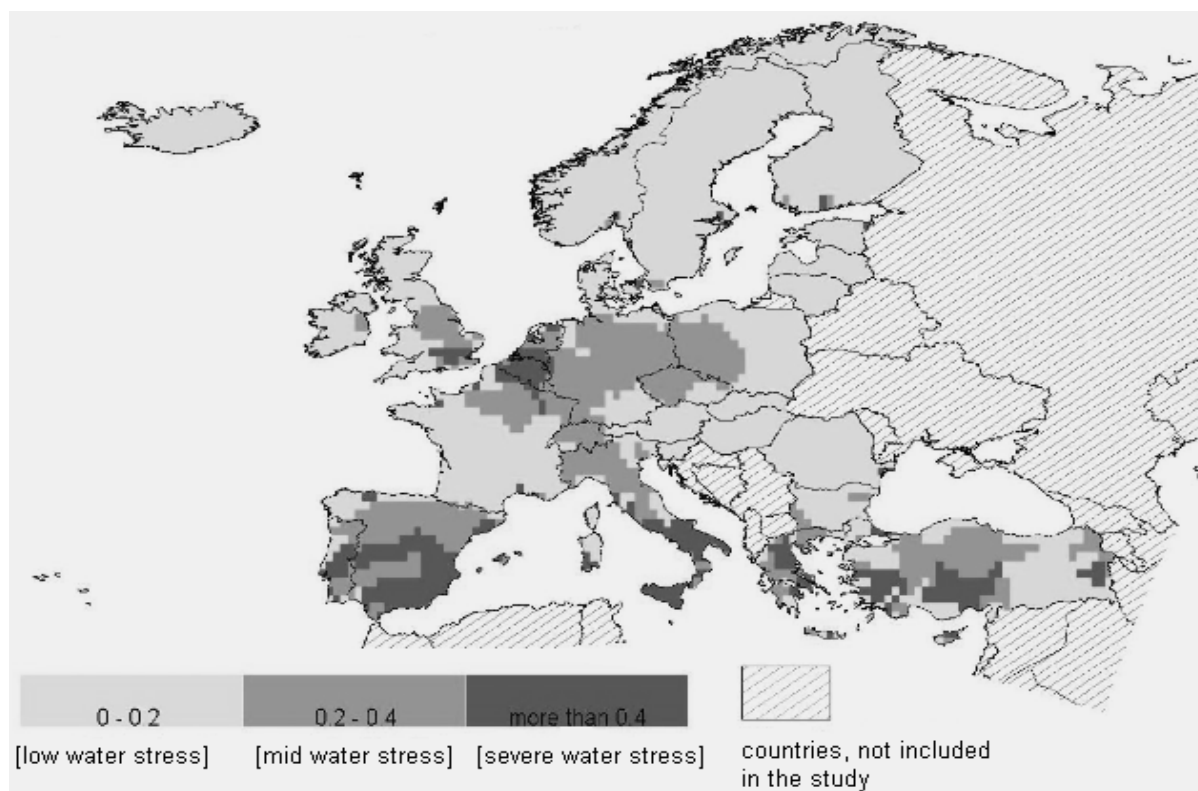 0 - 0.2
0.2 - 0.4
more than 0.4
[low water stress]
[mid water stress]
[severe water stress]
countries, not included
in the study